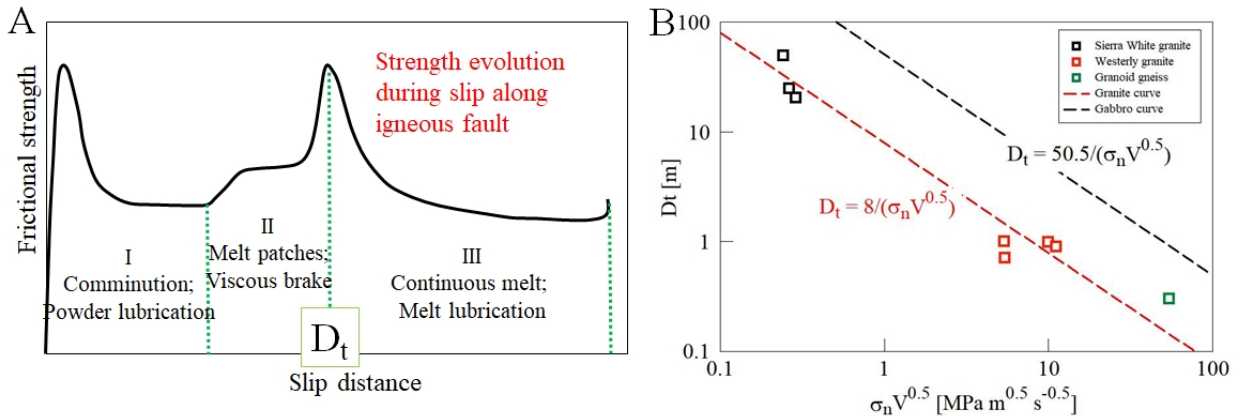 A
Frictional strength
Strength evolution
during slip along
igneous fault
I
Comminution;
Powder lubrication
II
Melt patches;
Viscous brake
III
Continuous melt;
Melt lubrication
Dt
Slip distance
B
Dt [m]
100
10
1
0.1
0.1
1
10
100
σnV0.5 [MPa m0.5 s-0.5)
Sierra White granite
Westerly granite
Granoid gneiss
Granite curve
Gabbro curve
Dt = 50.5/(σnV0.5)
Dt = 8/(σnV0.5)